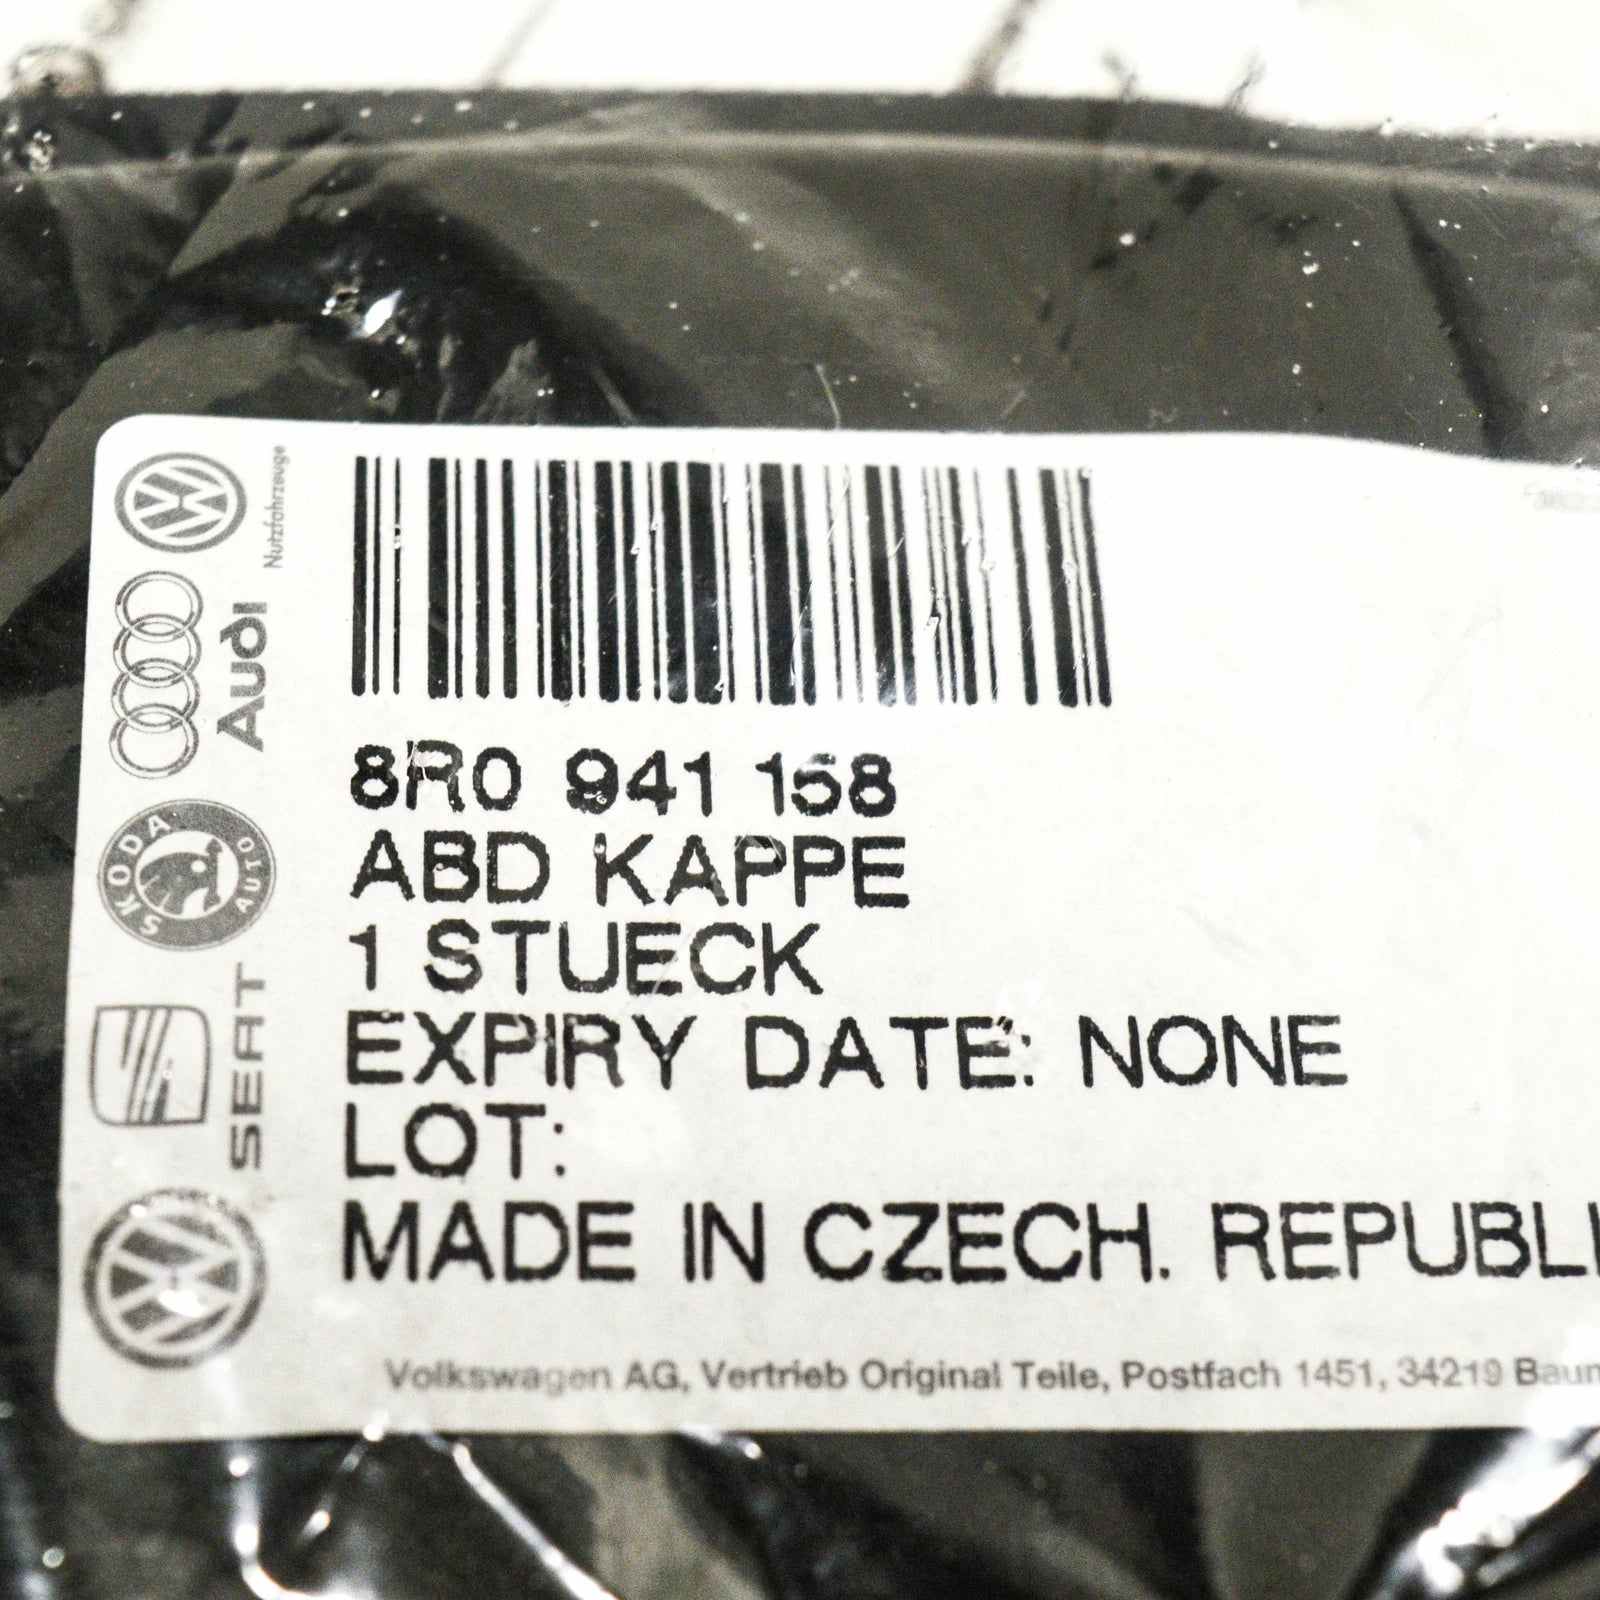 Nutzfahrzeuge
Audi
SKODA
AUTO
SEAT
8R0 941 158
ABD KAPPE
1 STUECK
EXPIRY DATE: NONE
LOT:
MADE IN CZECH. REPUBLI
Volkswagen AG, Vertrieb Original Teile, Postfach 1451, 34219 Baun